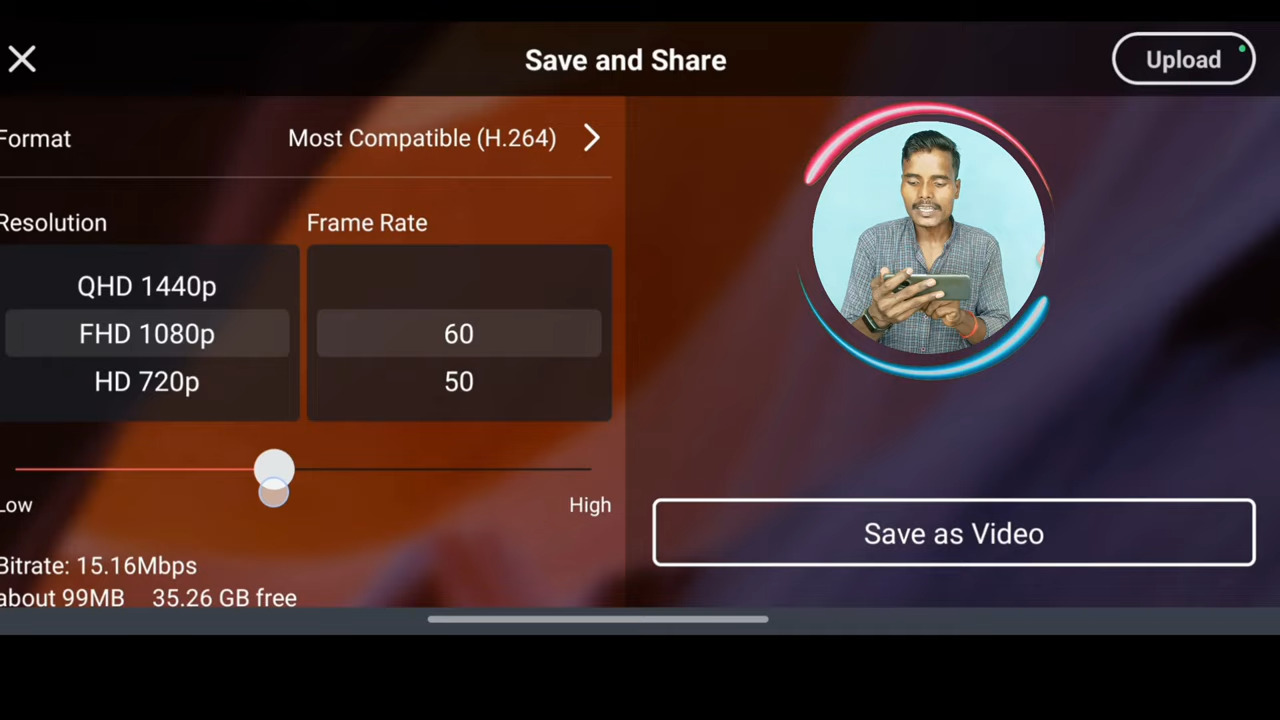 Save and Share
Upload
Format
Most Compatible (H.264)
Resolution
Frame Rate
QHD 1440p
FHD 1080p
HD 720p
60
50
Low
High
Bitrate: 15.16Mbps
about 99MB 35.26 GB free
Save as Video